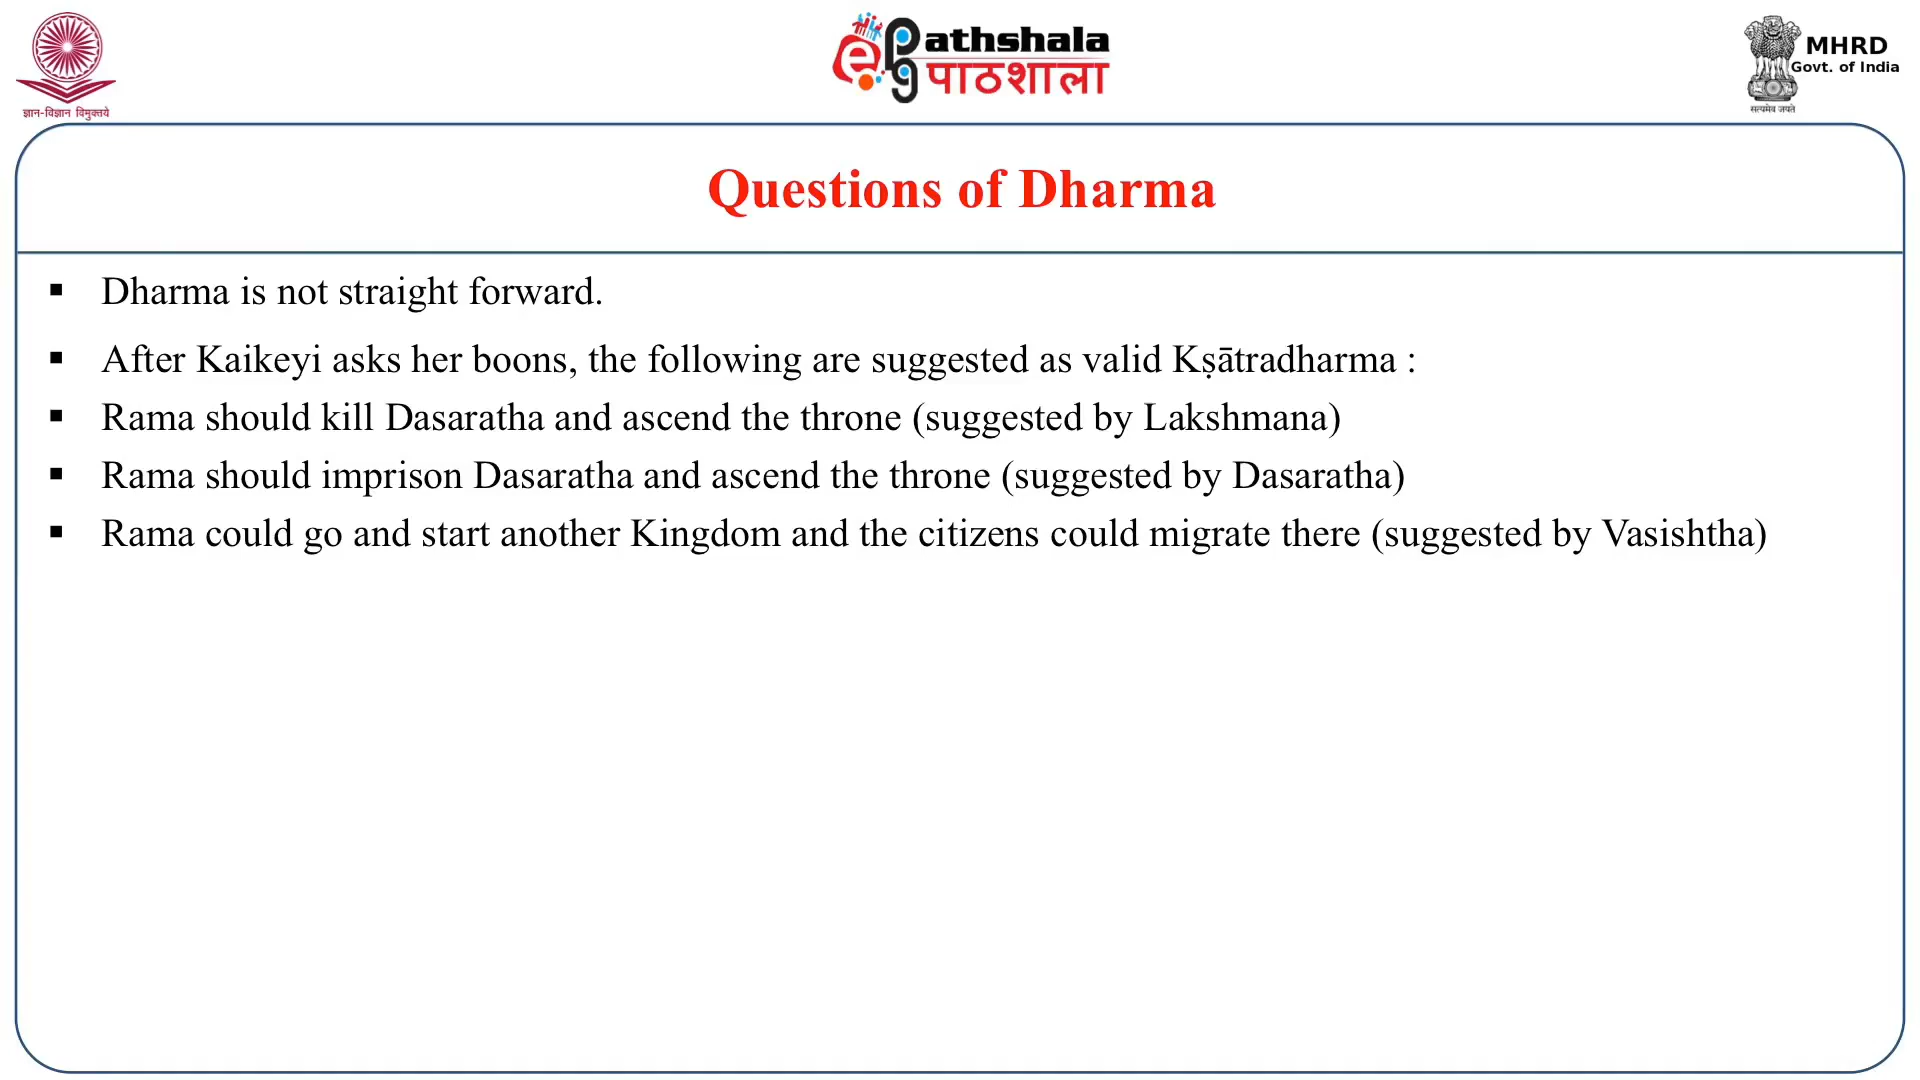 ज्ञान-विज्ञान विमुक्तये
e pg Pathshala
पाठशाला
MHRD
Govt. of India
सत्यमेव जयते
Questions of Dharma
▪ Dharma is not straight forward.
▪ After Kaikeyi asks her boons, the following are suggested as valid Kṣātradharma :
▪ Rama should kill Dasaratha and ascend the throne (suggested by Lakshmana)
▪ Rama should imprison Dasaratha and ascend the throne (suggested by Dasaratha)
▪ Rama could go and start another Kingdom and the citizens could migrate there (suggested by Vasishtha)